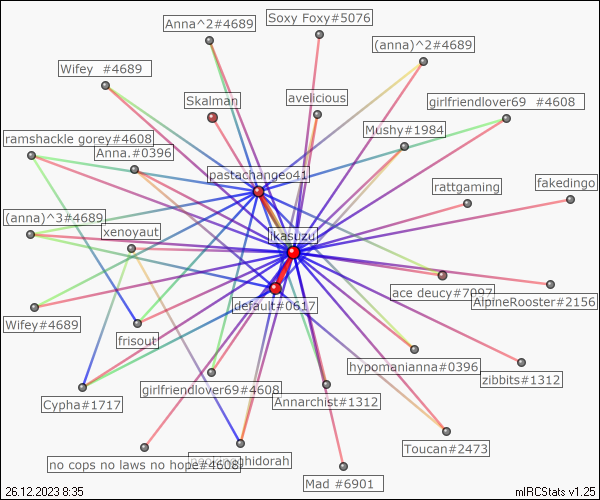 Anna^2#4689
Soxy Foxy#5076
(anna)^2#4689
Wifey  #4689
Skalman
avelicious
girlfriendlover69  #4608
Mushy#1984
ramshackle gorey#4608
Anna.#0396
pastachangeo41
rattgaming
fakedingo
(anna)^3#4689
xenoyaut
ikasuzu
ace deucy#7097
AlpineRooster#2156
default#0617
Wifey#4689
frisout
hypomanianna#0396
zibbits#1312
girlfriendlover69#4608
Annarchist#1312
Cypha#1717
Toucan#2473
no cops no laws no hope#4608
Mad #6901
26.12.2023 8:35
mIRCStats v1.25